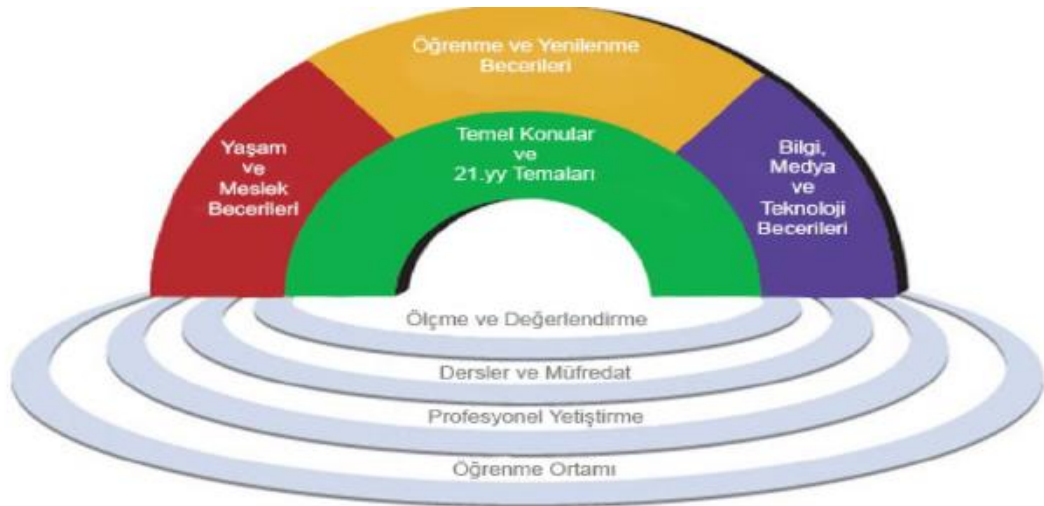 Öğrenme ve Yenilenme
Becerileri
Yaşam
ve
Meslek
Becerileri
Temel Konular
ve
21.yy Temaları
Bilgi,
Medya
ve
Teknoloji
Becerileri
Ölçme ve Değerlendirme
Dersler ve Müfredat
Profesyonel Yetiştirme
Öğrenme Ortamı